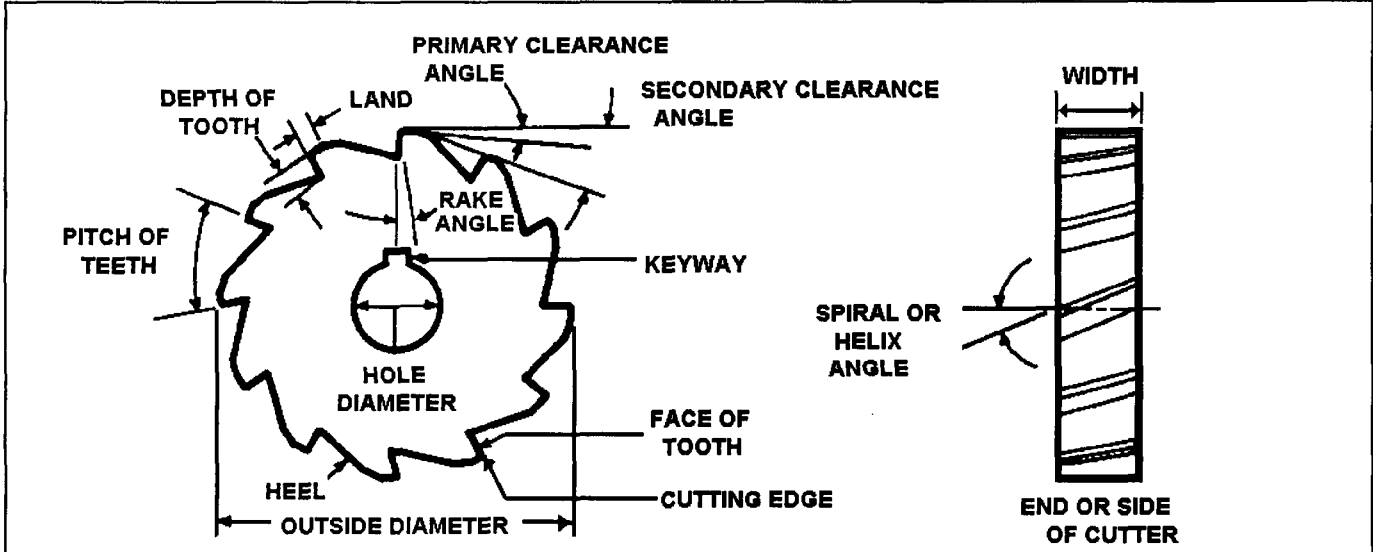 PRIMARY CLEARANCE
ANGLE
DEPTH OF
TOOTH
LAND
SECONDARY CLEARANCE
ANGLE
RAKE
ANGLE
PITCH OF
TEETH
KEYWAY
HOLE
DIAMETER
FACE OF
TOOTH
HEEL
CUTTING EDGE
OUTSIDE DIAMETER
WIDTH
SPIRAL OR
HELIX
ANGLE
END OR SIDE
OF CUTTER